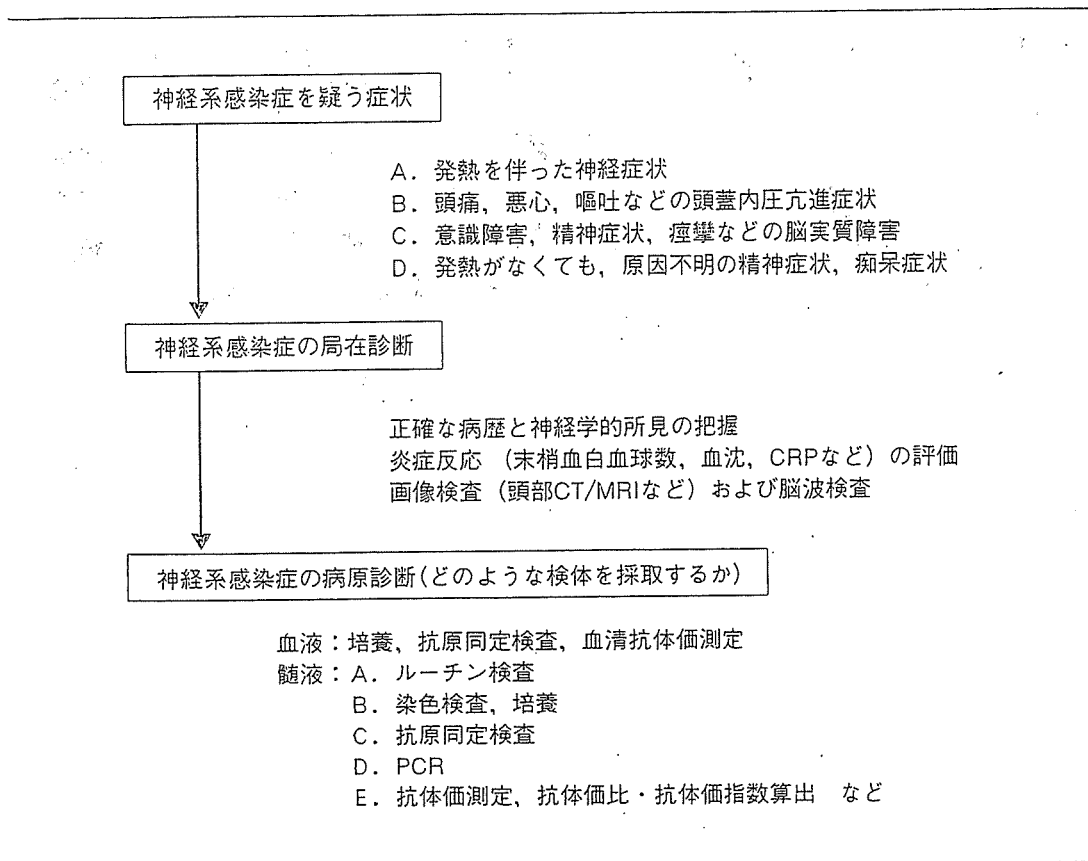 神経系感染症を疑う症状
A. 発熱を伴った神経症状
B. 頭痛，悪心，嘔吐などの頭蓋内圧亢進症状
C. 意識障害，精神症状，痙攣などの脳実質障害
D. 発熱がなくても，原因不明の精神症状，痴呆症状
神経系感染症の局在診断
正確な病歴と神経学的所見の把握
炎症反応（末梢血白血球数，血沈，CRPなど）の評価
画像検査（頭部CT/MRIなど）および脳波検査
神経系感染症の病原診断(どのような検体を採取するか)
血液：培養，抗原同定検査，血清抗体価測定
髄液：A. ルーチン検査
B. 染色検査，培養
C. 抗原同定検査
D. PCR
E. 抗体価測定，抗体価比・抗体価指数算出 など